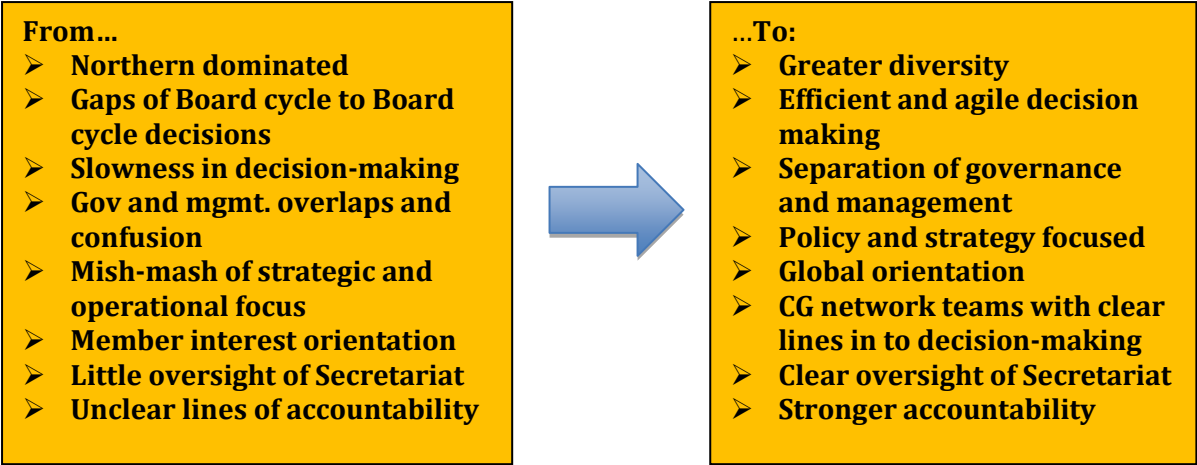 From…
➢ Northern dominated
➢ Gaps of Board cycle to Board
cycle decisions
➢ Slowness in decision-making
➢ Gov and mgmt. overlaps and
confusion
➢ Mish-mash of strategic and
operational focus
➢ Member interest orientation
➢ Little oversight of Secretariat
➢ Unclear lines of accountability
…To:
➢ Greater diversity
➢ Efficient and agile decision
making
➢ Separation of governance
and management
➢ Policy and strategy focused
➢ Global orientation
➢ CG network teams with clear
lines in to decision-making
➢ Clear oversight of Secretariat
➢ Stronger accountability